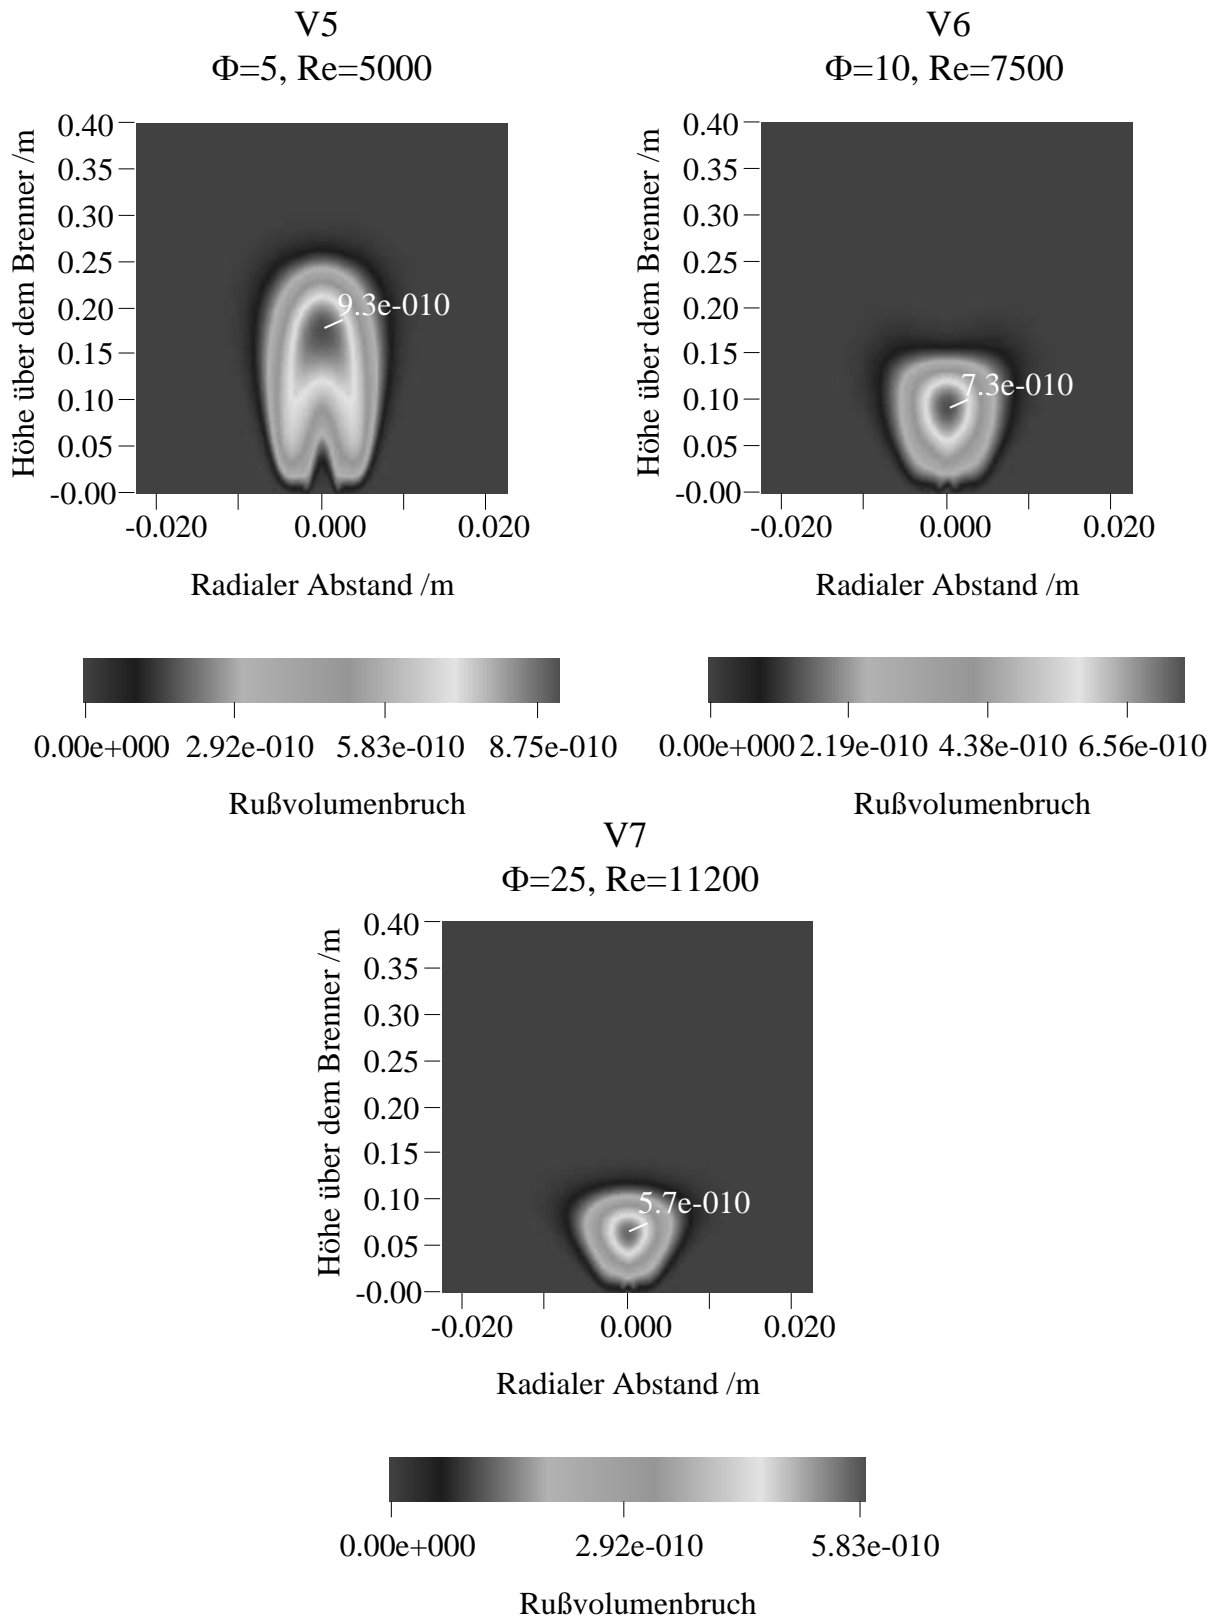 V5
Φ=5, Re=5000
Höhe über dem Brenner /m
0.40
0.35
0.30
0.25
0.20
0.15
0.10
0.05
-0.00
9.3e-010
-0.020 0.000 0.020
Radialer Abstand /m
0.00e+000 2.92e-010 5.83e-010 8.75e-010
Rußvolumenbruch
V6
Φ=10, Re=7500
Höhe über dem Brenner /m
0.40
0.35
0.30
0.25
0.20
0.15
0.10
0.05
-0.00
7.3e-010
-0.020 0.000 0.020
Radialer Abstand /m
0.00e+000 2.19e-010 4.38e-010 6.56e-010
Rußvolumenbruch
V7
Φ=25, Re=11200
Höhe über dem Brenner /m
0.40
0.35
0.30
0.25
0.20
0.15
0.10
0.05
-0.00
5.7e-010
-0.020 0.000 0.020
Radialer Abstand /m
0.00e+000 2.92e-010 5.83e-010
Rußvolumenbruch